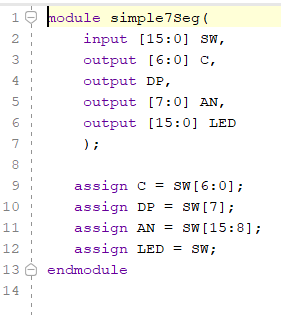 1 module simple7Seg(
2 input [15:0] SW,
3 output [6:0] C,
4 output DP,
5 output [7:0] AN,
6 output [15:0] LED
7 );
8
9 assign C = SW[6:0];
10 assign DP = SW[7];
11 assign AN = SW[15:8];
12 assign LED = SW;
13 endmodule
14